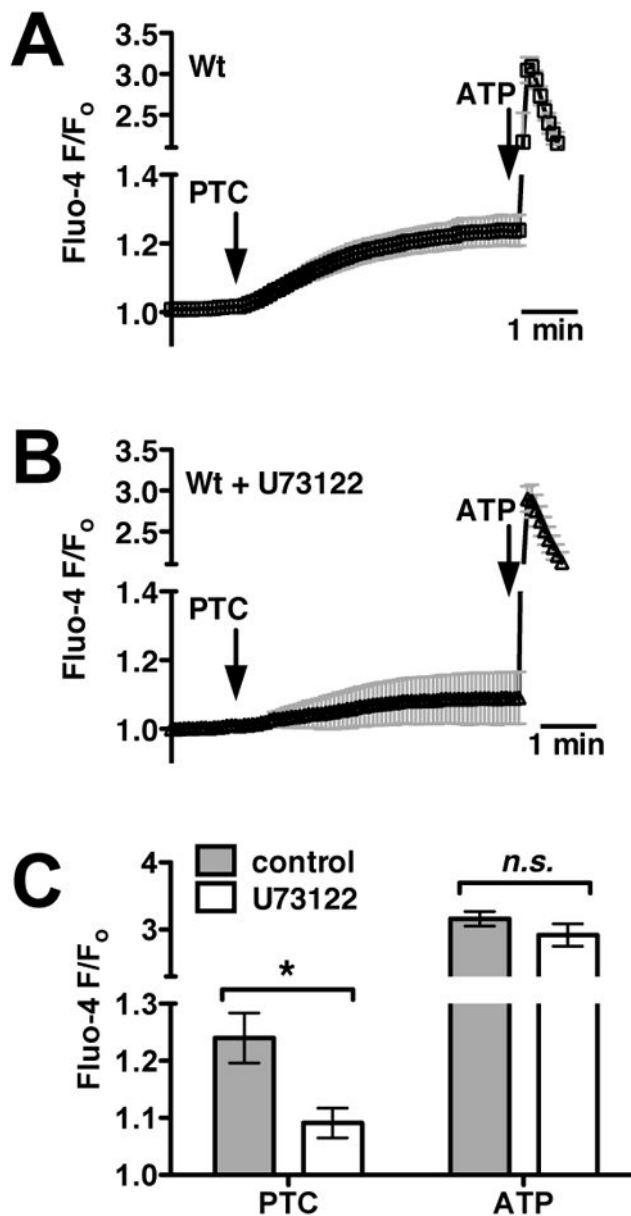 A
Wt
ATP
PTC
Fluo-4 F/Fo
3.5
3.0
2.5
1.4
1.2
1.0
1 min
B
Wt + U73122
ATP
PTC
Fluo-4 F/Fo
3.5
3.0
2.5
1.4
1.2
1.0
1 min
C
control
U73122
n.s.
*
Fluo-4 F/Fo
4
3
1.3
1.2
1.1
1.0
PTC
ATP